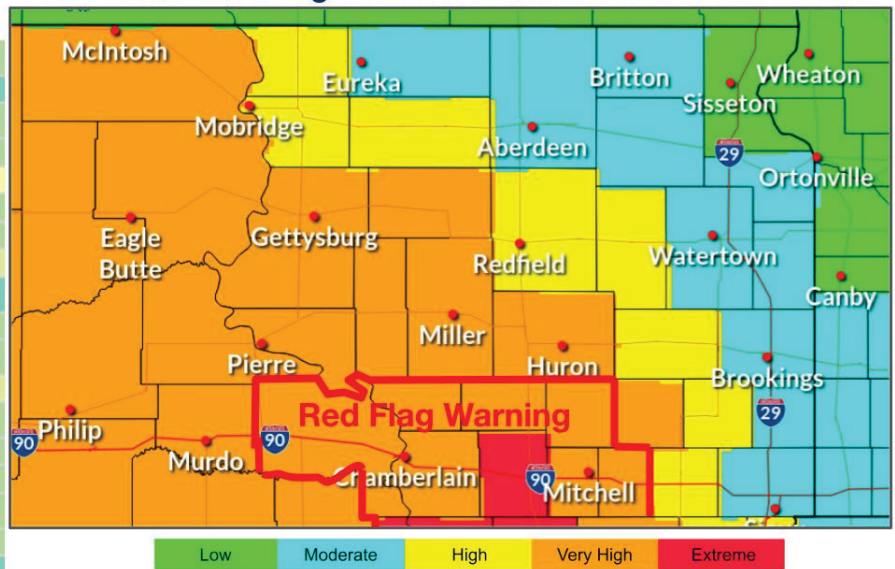 McIntosh
Eureka
Britton
Wheaton
Sisseton
Mobridge
Aberdeen
29
Ortonville
Eagle
Butte
Gettysburg
Redfield
Watertown
Canby
Miller
Pierre
Huron
Brookings
Red Flag Warning
29
Philip
90
90
Murdo
Chamberlain
90
Mitchell
Low Moderate High Very High Extreme